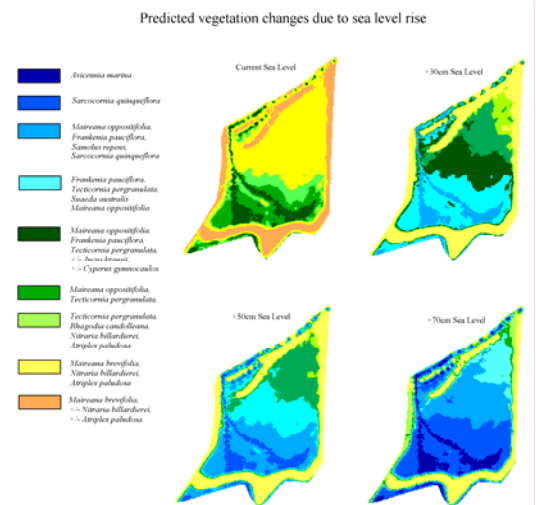 Predicted vegetation changes due to sea level rise
Current Sea Level
+30cm Sea Level
Avicennia marina
Sarcocornia quinqueflora
Maireana oppositifolia,
Frankenia pauciflora,
Samolus repens,
Sarcocornia quinqueflora
Frankenia pauciflora,
Tecticornia pergranulata,
Suaeda australis
Maireana oppositifolia
Maireana oppositifolia,
Frankenia pauciflora,
Tecticornia pergranulata,
+/-
+/- Cyperus gymnocaulos
Maireana oppositifolia,
Tecticornia pergranulata,
Tecticornia pergranulata,
Rhagodia candolleana,
Nitraria billardierei,
Atriplex paludosa
Maireana brevifolia,
Nitraria billardierei,
Atriplex paludosa
Maireana brevifolia,
+/- Nitraria billardierei,
+/- Atriplex paludosa
+50cm Sea Level
+70cm Sea Level